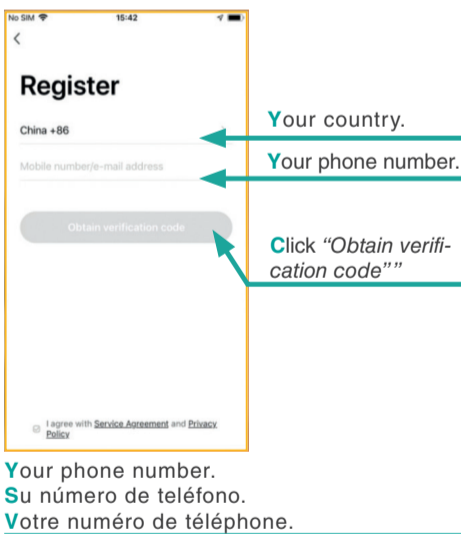 No SIM 15:42
Register
China +86
Your country.
Mobile number/e-mail address
Your phone number.
Obtain verification code
Click “Obtain verifi-
cation code””
I agree with Service Agreement and Privacy
Policy
Your phone number.
Su número de teléfono.
Votre numéro de téléphone.